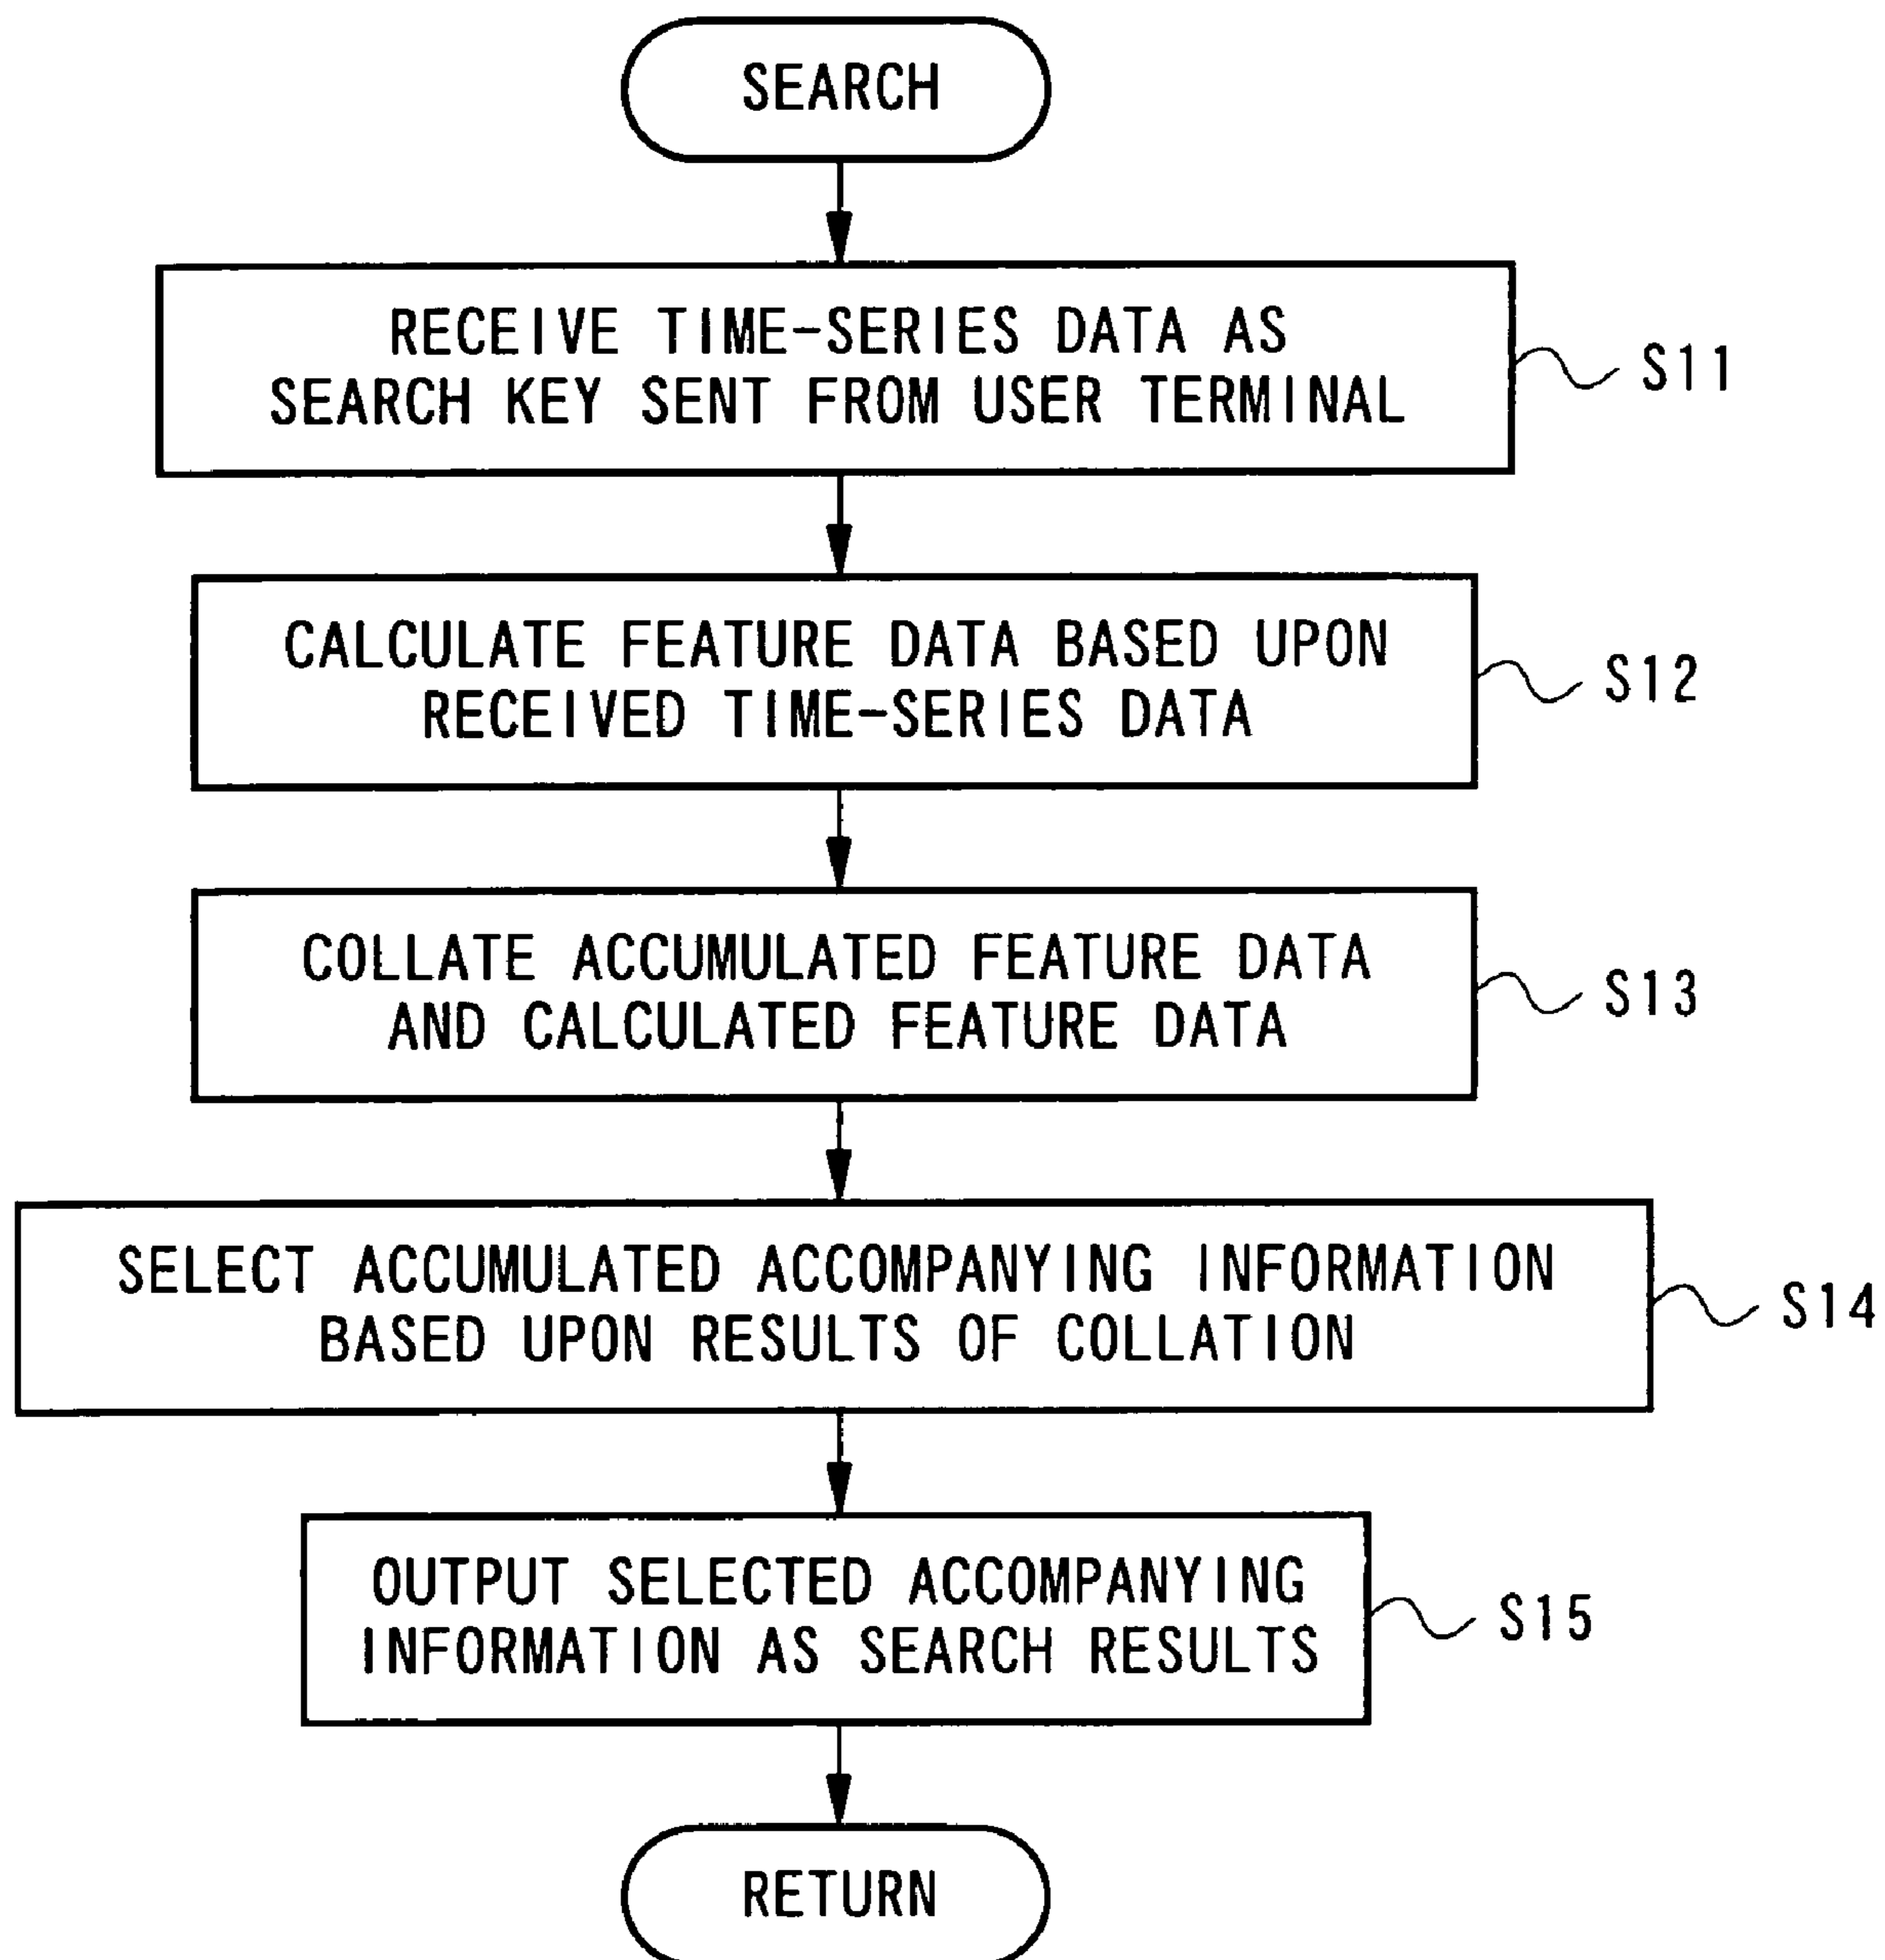 SEARCH
RECEIVE TIME-SERIES DATA AS
SEARCH KEY SENT FROM USER TERMINAL
S11
CALCULATE FEATURE DATA BASED UPON
RECEIVED TIME-SERIES DATA
S12
COLLATE ACCUMULATED FEATURE DATA
AND CALCULATED FEATURE DATA
S13
SELECT ACCUMULATED ACCOMPANYING INFORMATION
BASED UPON RESULTS OF COLLATION
S14
OUTPUT SELECTED ACCOMPANYING
INFORMATION AS SEARCH RESULTS
S15
RETURN